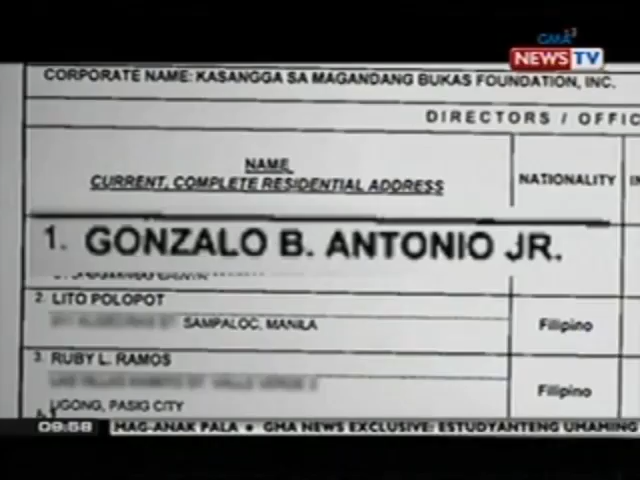 GMA
NEWS TV
CORPORATE NAME: KASANGGA SA MAGANDANG BUKAS FOUNDATION, INC.
DIRECTORS / OFFIC
NAME,
CURRENT, COMPLETE RESIDENTIAL ADDRESS
NATIONALITY
1. GONZALO B. ANTONIO JR.
2. LITO POLOPOT
SAMPALOC, MANILA
Filipino
3. RUBY L. RAMOS
Filipino
UGONG, PASIG CITY
09:58 MAG-ANAK PALA • GMA NEWS EXCLUSIVE: ESTUDYANTENG UMAMING